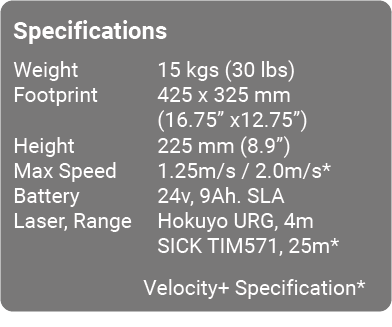 Specifications
Weight 15 kgs (30 lbs)
Footprint 425 x 325 mm
(16.75” x12.75”)
Height 225 mm (8.9”)
Max Speed 1.25m/s / 2.0m/s*
Battery 24v, 9Ah. SLA
Laser, Range Hokuyo URG, 4m
SICK TIM571, 25m*
Velocity+ Specification*